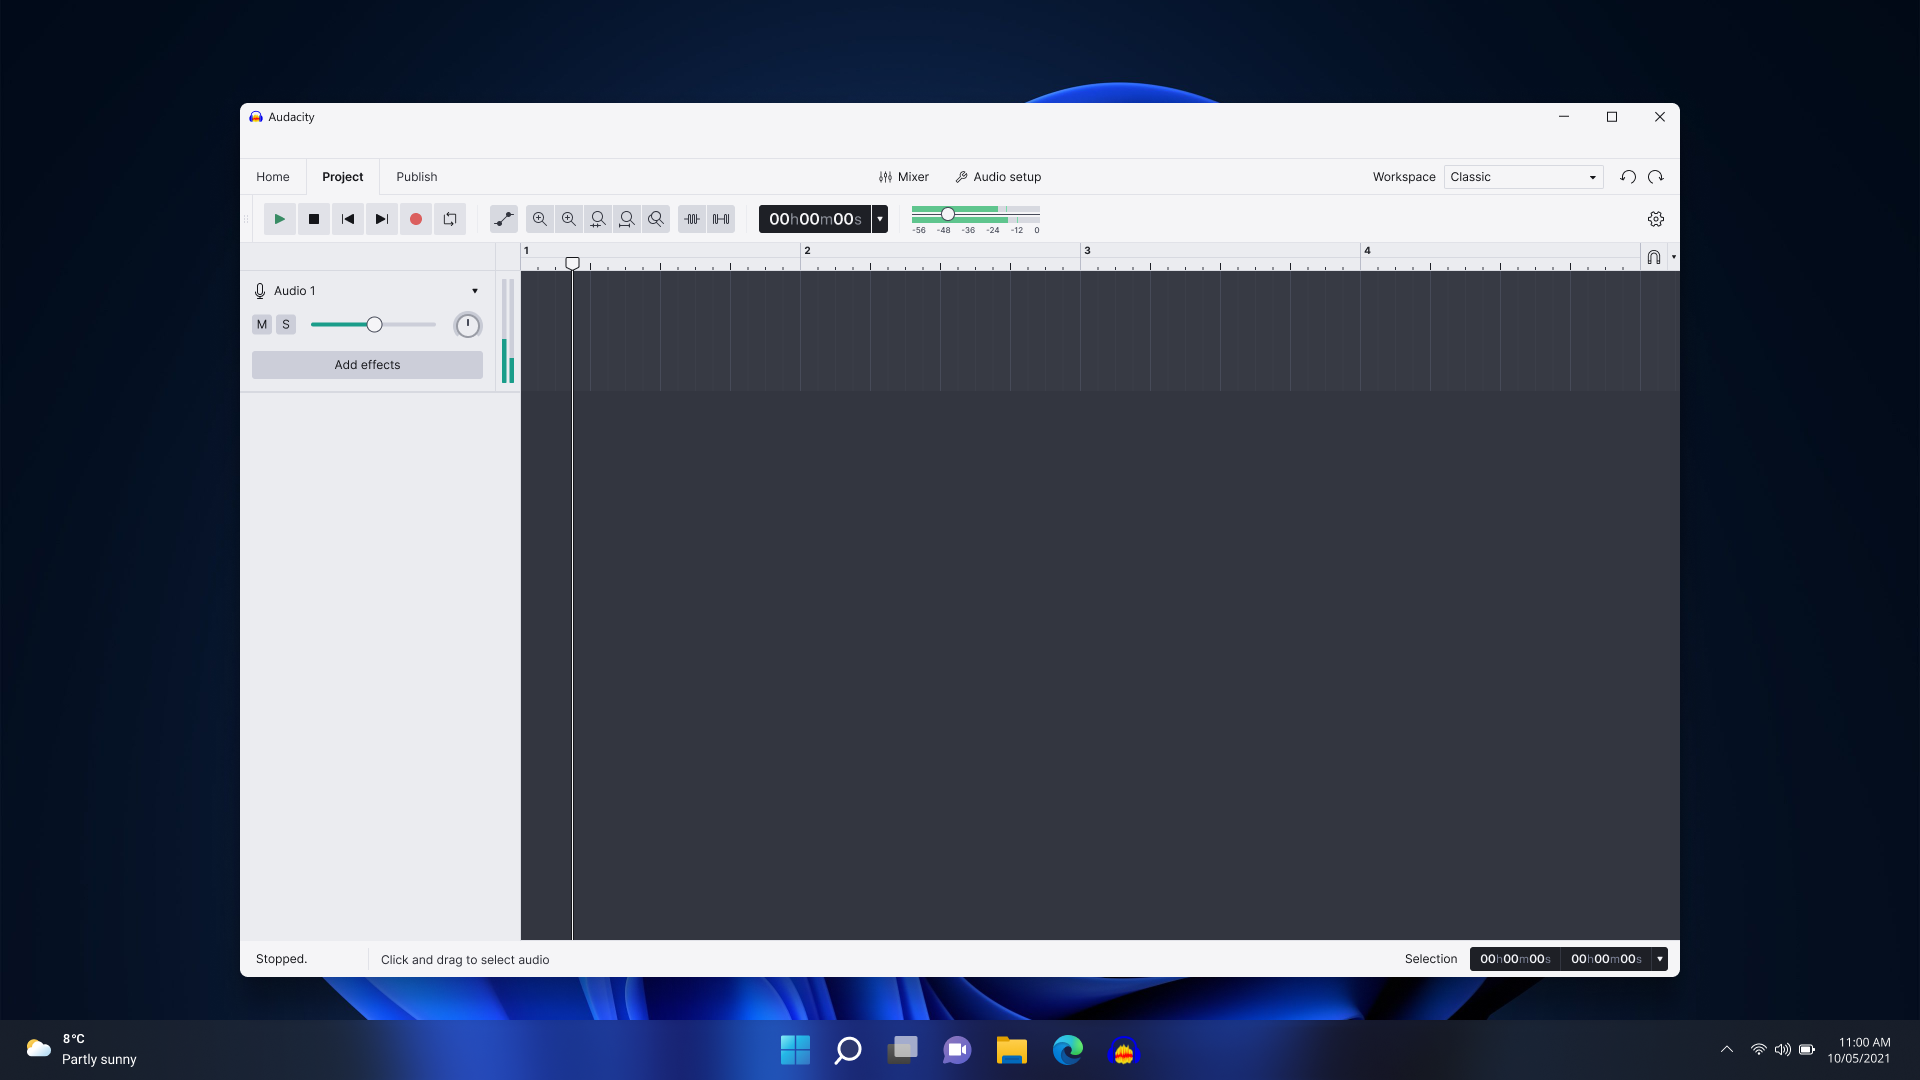 Audacity
Home
Project
Publish
Mixer
Audio setup
Workspace
Classic
00h00m00s
-56 -48 -36 -24 -12 0
1
2
3
4
Audio 1
M
S
Add effects
Stopped.
Click and drag to select audio
Selection
00h00m00s
00h00m00s
8°C
Partly sunny
11:00 AM
10/05/2021